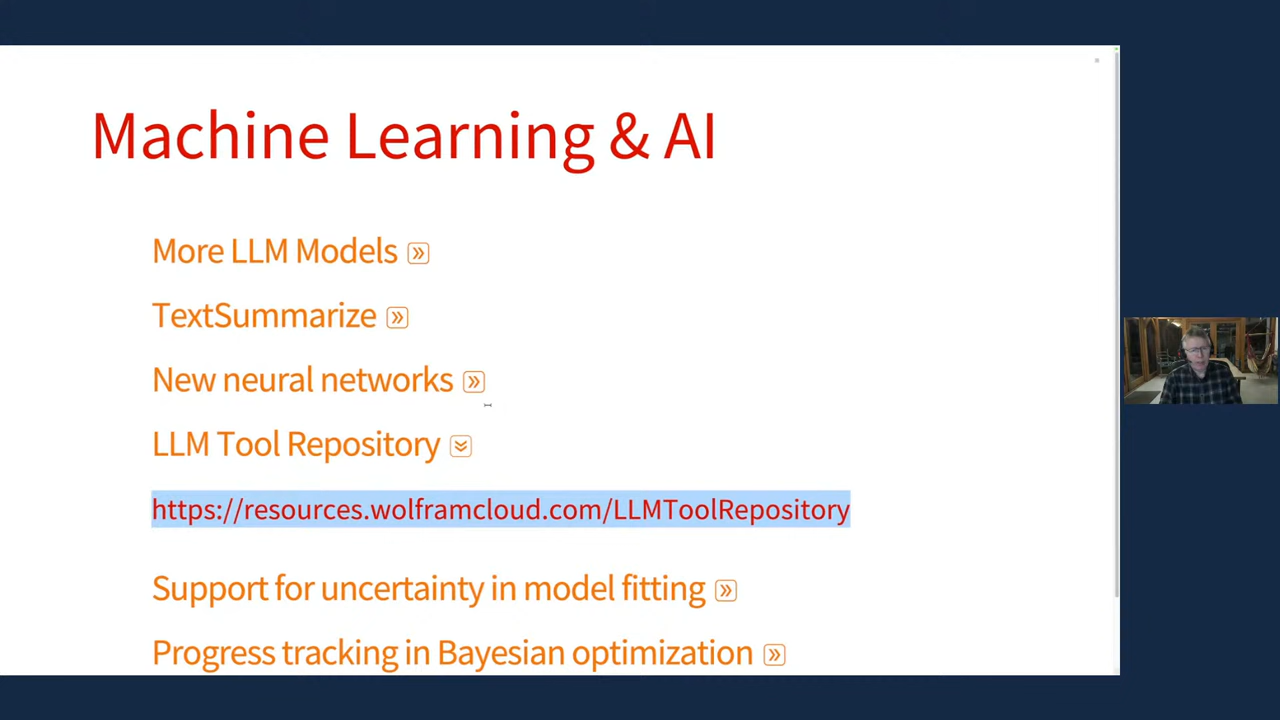 Machine Learning & AI
More LLM Models
TextSummarize
New neural networks
LLM Tool Repository
https://resources.wolframcloud.com/LLMToolRepository
Support for uncertainty in model fitting
Progress tracking in Bayesian optimization